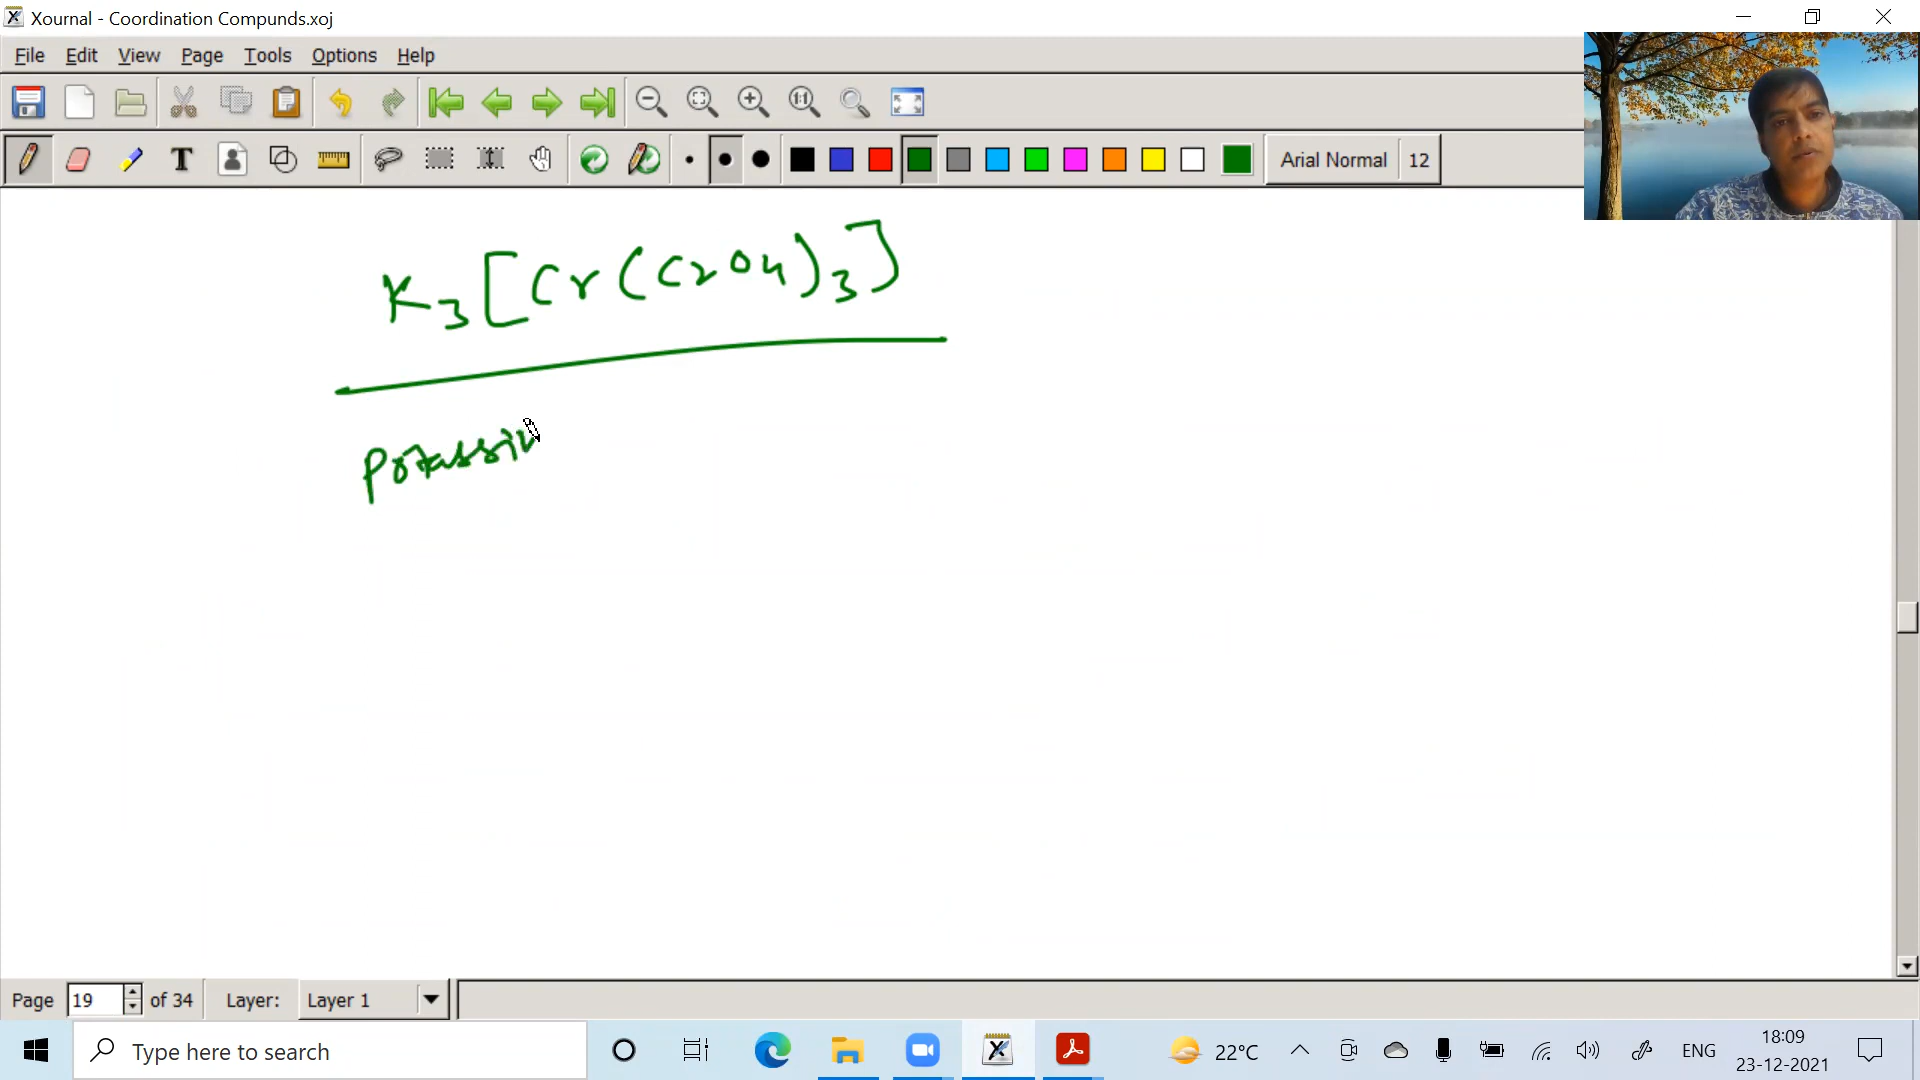 Xournal - Coordination Compunds.xoj
File Edit View Page Tools Options Help
Arial Normal 12
K3[Cr(C2O4)3]
Potassiu
Page 19 of 34 Layer: Layer 1
Type here to search
22°C
ENG
18:09
23-12-2021